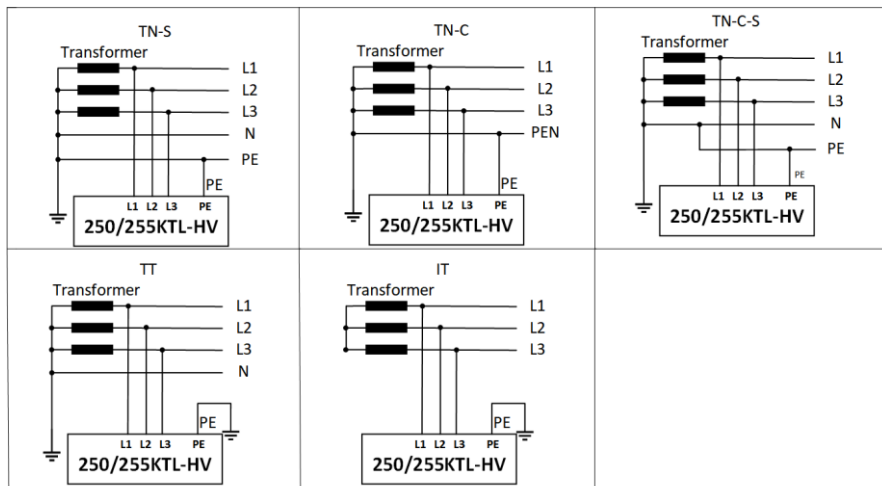 TN-S
Transformer
L1
L2
L3
N
PE
PE
L1 L2 L3 PE
250/255KTL-HV
TN-C
Transformer
L1
L2
L3
PEN
PE
L1 L2 L3 PE
250/255KTL-HV
TN-C-S
Transformer
L1
L2
L3
N
PE
PE
L1 L2 L3 PE
250/255KTL-HV
TT
Transformer
L1
L2
L3
N
PE
L1 L2 L3 PE
250/255KTL-HV
IT
Transformer
L1
L2
L3
PE
L1 L2 L3 PE
250/255KTL-HV